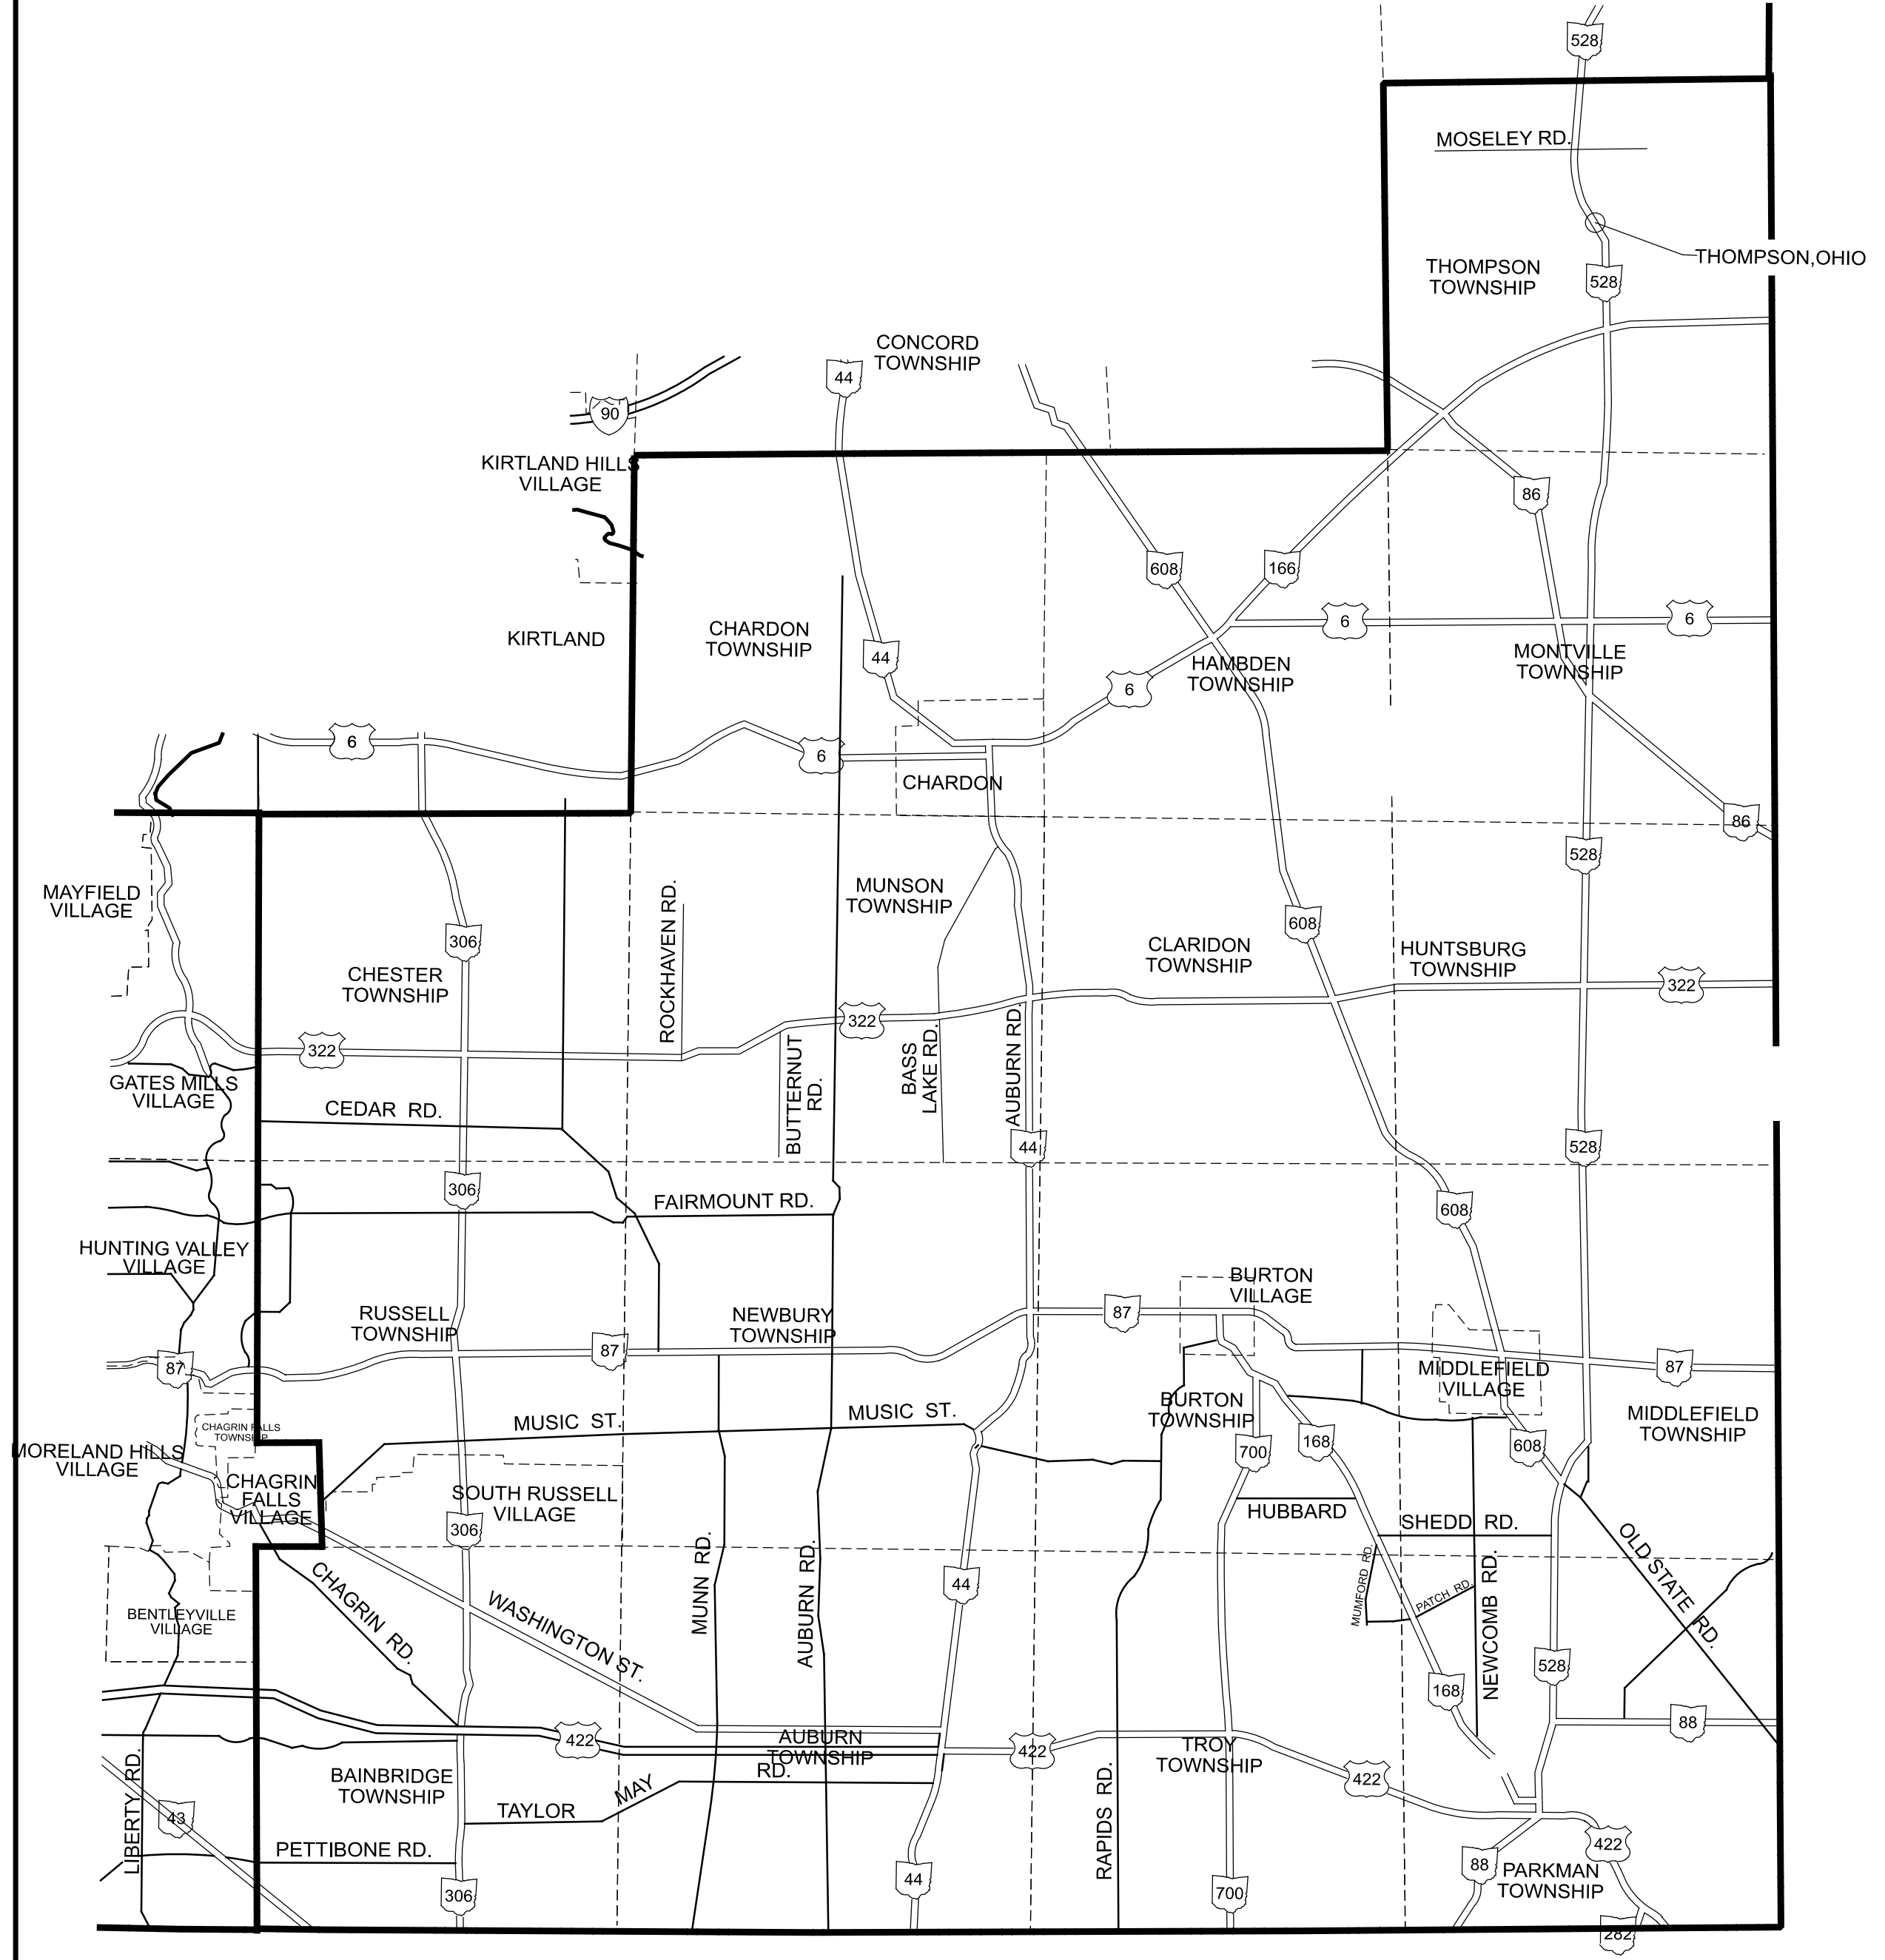 528
MOSELEY RD.
THOMPSON,OHIO
THOMPSON
TOWNSHIP
528
CONCORD
TOWNSHIP
44
90
KIRTLAND HILLS
VILLAGE
86
608
166
6
6
KIRTLAND
CHARDON
TOWNSHIP
44
HAMBDEN
TOWNSHIP
MONTVILLE
TOWNSHIP
6
6
6
CHARDON
86
528
MAYFIELD
VILLAGE
MUNSON
TOWNSHIP
ROCKHAVEN RD.
608
306
CLARIDON
TOWNSHIP
HUNTSBURG
TOWNSHIP
CHESTER
TOWNSHIP
322
322
322
GATES MILLS
VILLAGE
CEDAR RD.
BUTTERNUT
RD.
BASS
LAKE RD.
AUBURN RD.
44
528
306
FAIRMOUNT RD.
608
HUNTING VALLEY
VILLAGE
BURTON
VILLAGE
RUSSELL
TOWNSHIP
NEWBURY
TOWNSHIP
87
87
87
87
MIDDLEFIELD
VILLAGE
BURTON
TOWNSHIP
MIDDLEFIELD
TOWNSHIP
CHAGRIN FALLS
TOWNSHIP
MUSIC ST.
MUSIC ST.
MORELAND HILLS
VILLAGE
700
168
608
CHAGRIN
FALLS
VILLAGE
SOUTH RUSSELL
VILLAGE
306
HUBBARD
SHEDD RD.
OLD STATE RD.
CHAGRIN RD.
WASHINGTON ST.
MUNN RD.
AUBURN RD.
44
MUMFORD RD.
PATCH RD.
NEWCOMB RD.
BENTLEYVILLE
VILLAGE
528
168
88
422
AUBURN
TOWNSHIP
422
TROY
TOWNSHIP
422
LIBERTY RD.
BAINBRIDGE
TOWNSHIP
TAYLOR
MAY
RD.
RAPIDS RD.
43
PETTIBONE RD.
306
44
700
422
88
PARKMAN
TOWNSHIP
282